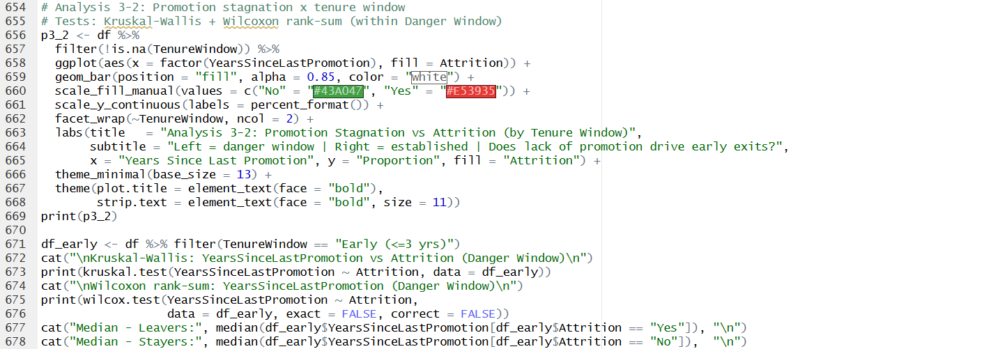 654 # Analysis 3-2: Promotion stagnation x tenure window
655 # Tests: Kruskal-Wallis + Wilcoxon rank-sum (within Danger Window)
656 p3_2 <- df %>%
657   filter(!is.na(TenureWindow)) %>%
658   ggplot(aes(x = factor(YearsSinceLastPromotion), fill = Attrition)) +
659   geom_bar(position = "fill", alpha = 0.85, color = "white") +
660   scale_fill_manual(values = c("No" = "#43A047", "Yes" = "#E53935")) +
661   scale_y_continuous(labels = percent_format()) +
662   facet_wrap(~TenureWindow, ncol = 2) +
663   labs(title   = "Analysis 3-2: Promotion Stagnation vs Attrition (by Tenure Window)",
664        subtitle = "Left = danger window | Right = established | Does lack of promotion drive early exits?",
665        x = "Years Since Last Promotion", y = "Proportion", fill = "Attrition") +
666   theme_minimal(base_size = 13) +
667   theme(plot.title = element_text(face = "bold"),
668         strip.text = element_text(face = "bold", size = 11))
669 print(p3_2)
670
671 df_early <- df %>% filter(TenureWindow == "Early (<=3 yrs)")
672 cat("\nKruskal-Wallis: YearsSinceLastPromotion vs Attrition (Danger Window)\n")
673 print(kruskal.test(YearsSinceLastPromotion ~ Attrition, data = df_early))
674 cat("\nWilcoxon rank-sum: YearsSinceLastPromotion (Danger Window)\n")
675 print(wilcox.test(YearsSinceLastPromotion ~ Attrition,
676                   data = df_early, exact = FALSE, correct = FALSE))
677 cat("Median - Leavers:", median(df_early$YearsSinceLastPromotion[df_early$Attrition == "Yes"]), "\n")
678 cat("Median - Stayers:", median(df_early$YearsSinceLastPromotion[df_early$Attrition == "No"]),  "\n")